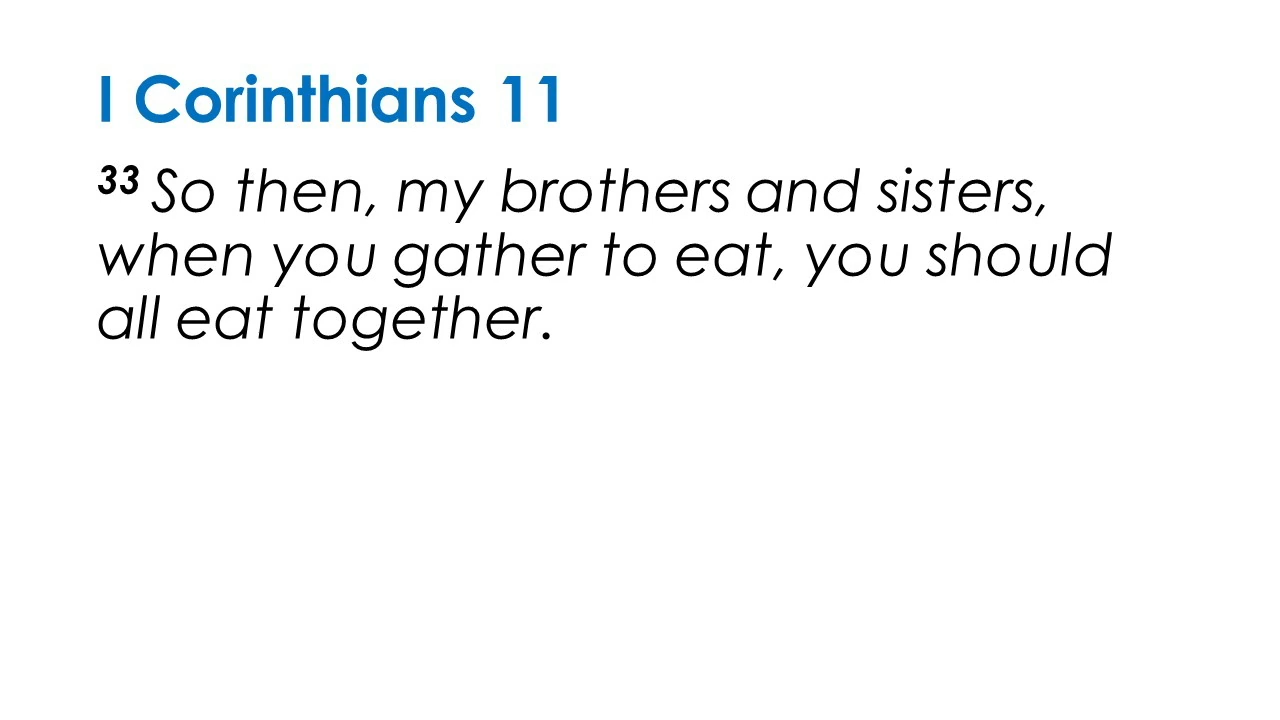 I Corinthians 11
33 So then, my brothers and sisters,
when you gather to eat, you should
all eat together.